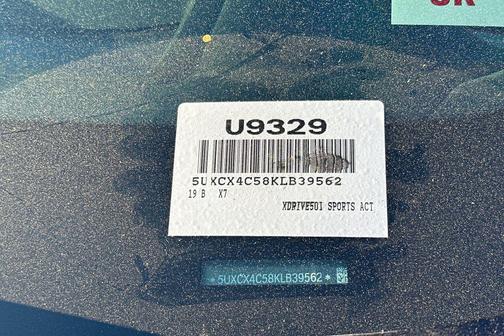 U9329
5UXCX4C58KLB39562
19 B X7
XDRIVE50I SPORTS ACT
*5UXCX4C58KLB39562*